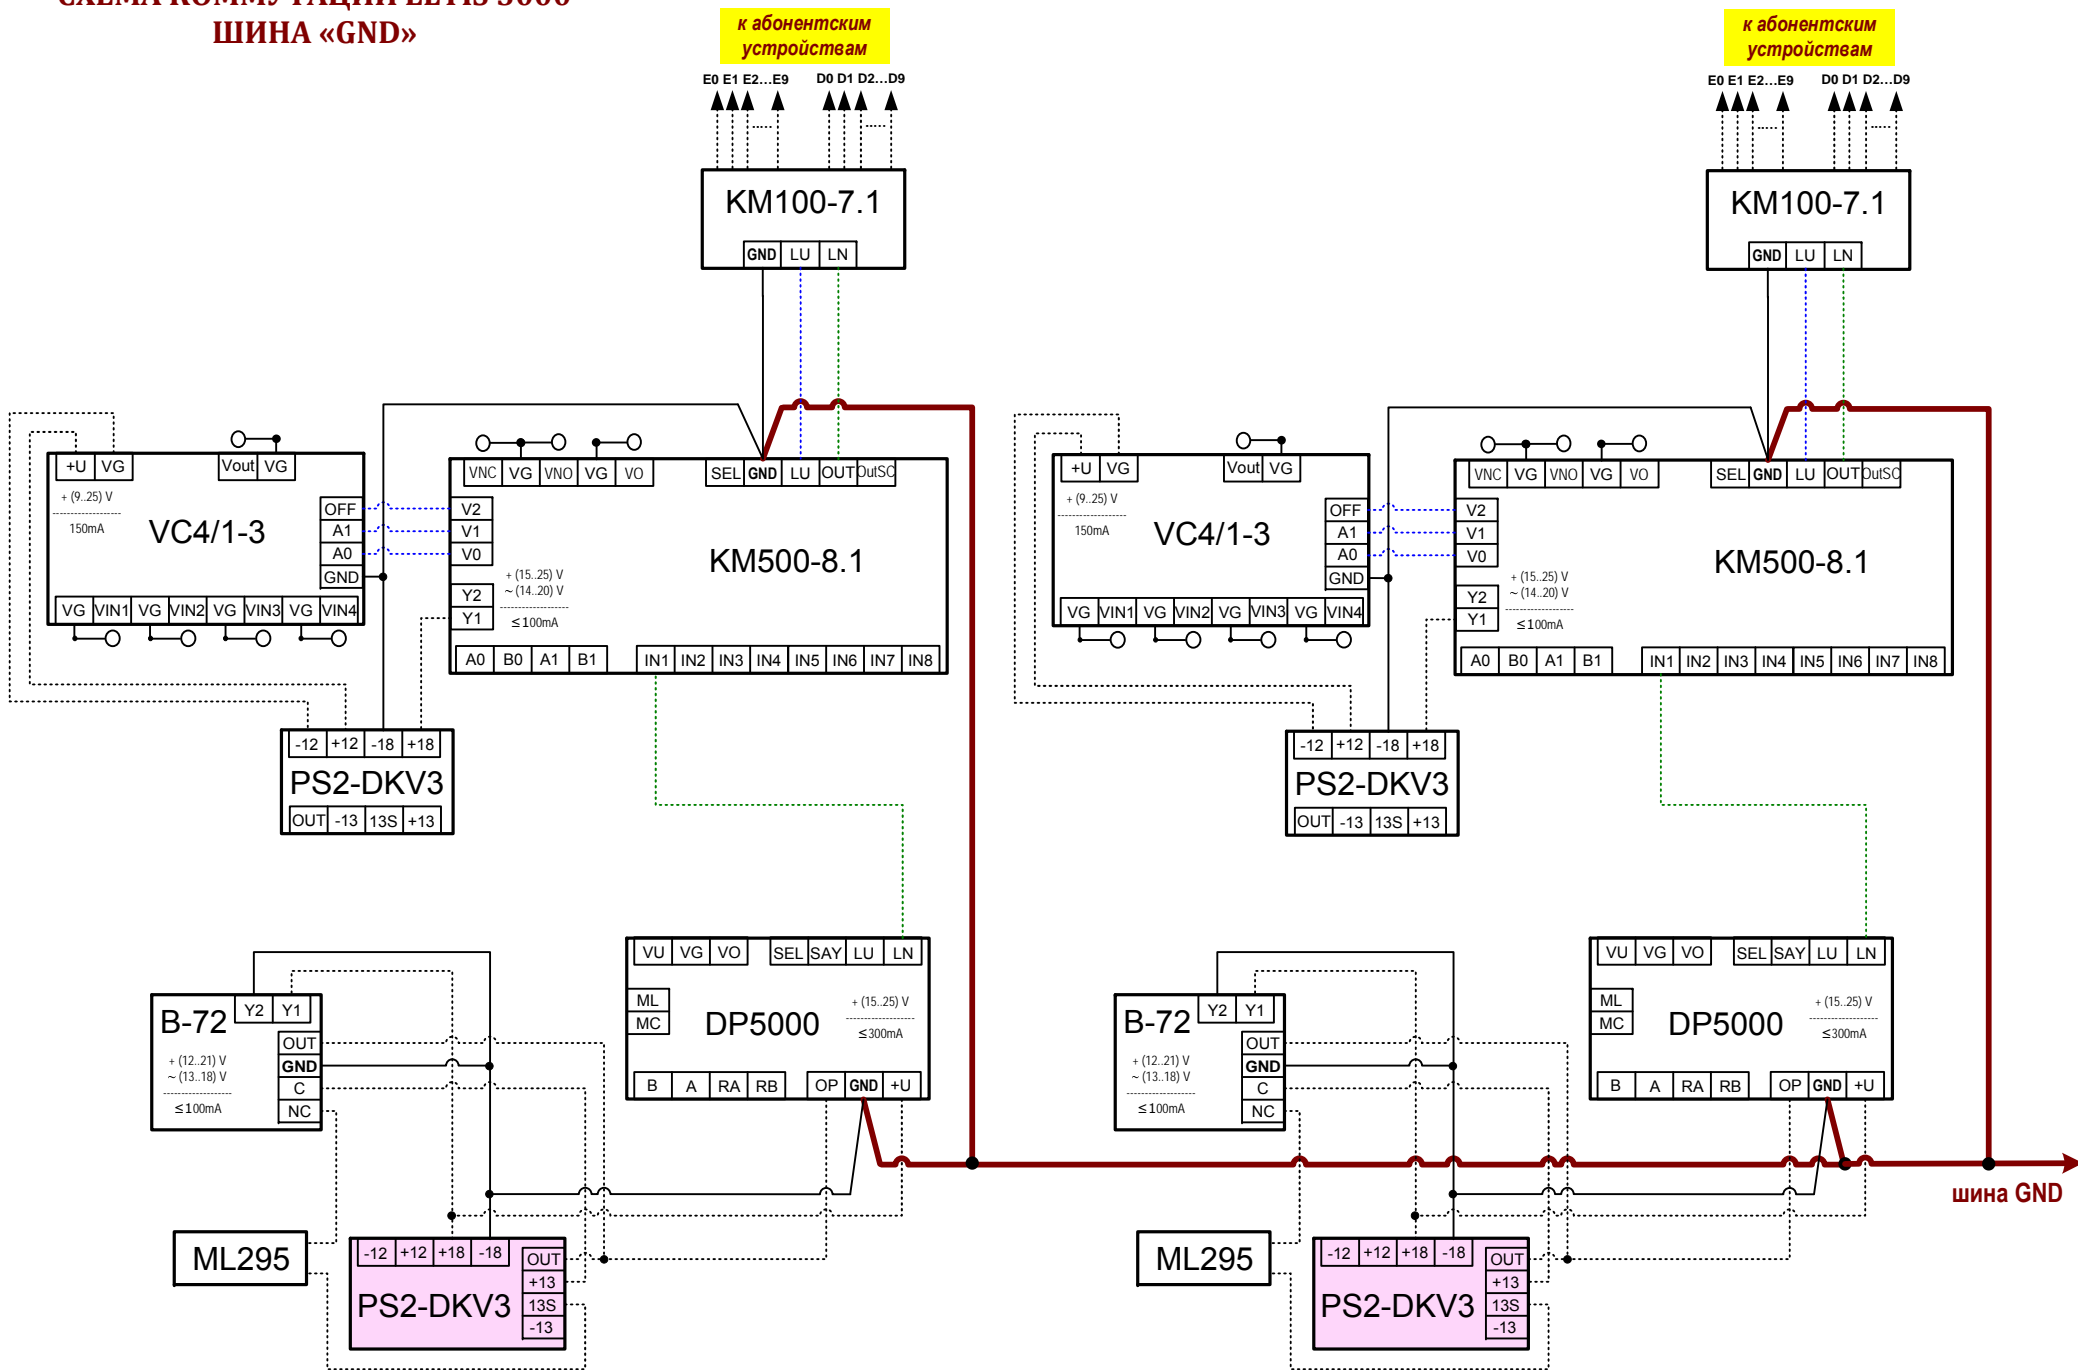 ШИНА «GND»
к абонентским
устройствам
E0 E1 E2...E9 D0 D1 D2...D9
KM100-7.1
GND LU LN
+U VG Vout VG
+ (9..25) V
150mA
VC4/1-3
OFF
A1
A0
GND
VG VIN1 VG VIN2 VG VIN3 VG VIN4
VNC VG VNO VG VO SEL GND LU OUT OutSC
V2
V1
V0
KM500-8.1
+ (15..25) V
~ (14..20) V
≤100mA
Y2
Y1
A0 B0 A1 B1 IN1 IN2 IN3 IN4 IN5 IN6 IN7 IN8
-12 +12 -18 +18
PS2-DKV3
OUT -13 13S +13
VU VG VO SEL SAY LU LN
ML
MC
DP5000
+ (15..25) V
≤300mA
B A RA RB OP GND +U
Y2 Y1
B-72
+ (12..21) V
~ (13..18) V
≤100mA
OUT
GND
C
NC
ML295
-12 +12 +18 -18
OUT
+13
13S
-13
PS2-DKV3
к абонентским
устройствам
E0 E1 E2...E9 D0 D1 D2...D9
KM100-7.1
GND LU LN
+U VG Vout VG
+ (9..25) V
150mA
VC4/1-3
OFF
A1
A0
GND
VG VIN1 VG VIN2 VG VIN3 VG VIN4
VNC VG VNO VG VO SEL GND LU OUT OutSC
V2
V1
V0
KM500-8.1
+ (15..25) V
~ (14..20) V
≤100mA
Y2
Y1
A0 B0 A1 B1 IN1 IN2 IN3 IN4 IN5 IN6 IN7 IN8
-12 +12 -18 +18
PS2-DKV3
OUT -13 13S +13
VU VG VO SEL SAY LU LN
ML
MC
DP5000
+ (15..25) V
≤300mA
B A RA RB OP GND +U
Y2 Y1
B-72
+ (12..21) V
~ (13..18) V
≤100mA
OUT
GND
C
NC
шина GND
ML295
-12 +12 +18 -18
OUT
+13
13S
-13
PS2-DKV3